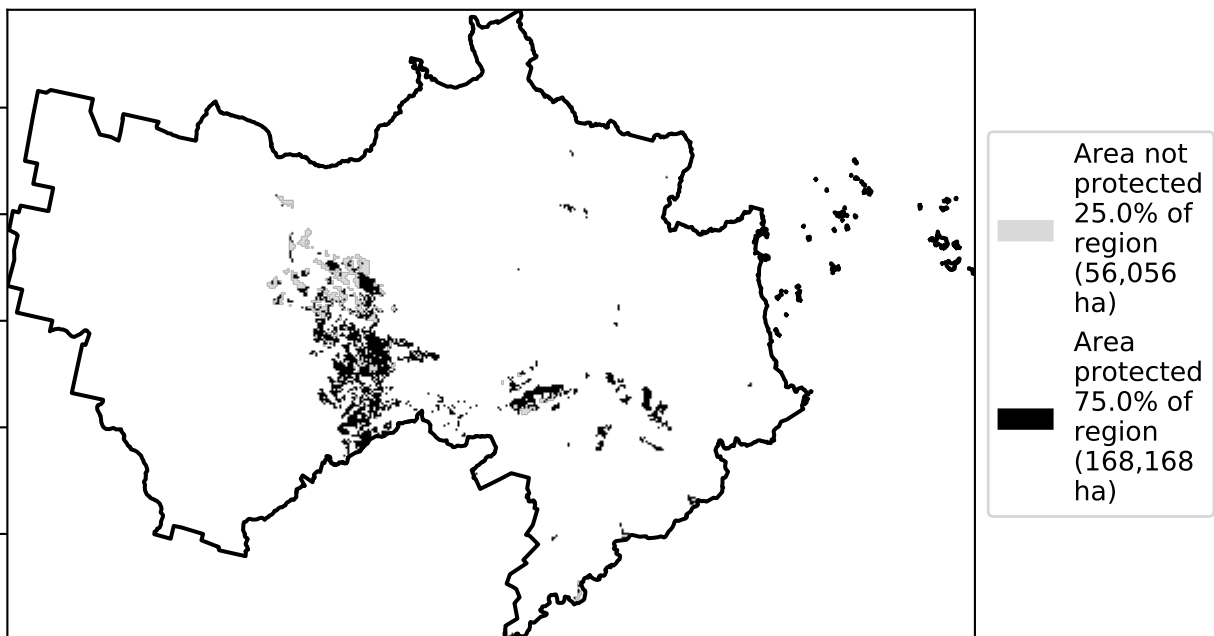 Area not
protected
25.0% of
region
(56,056
ha)
Area
protected
75.0% of
region
(168,168
ha)